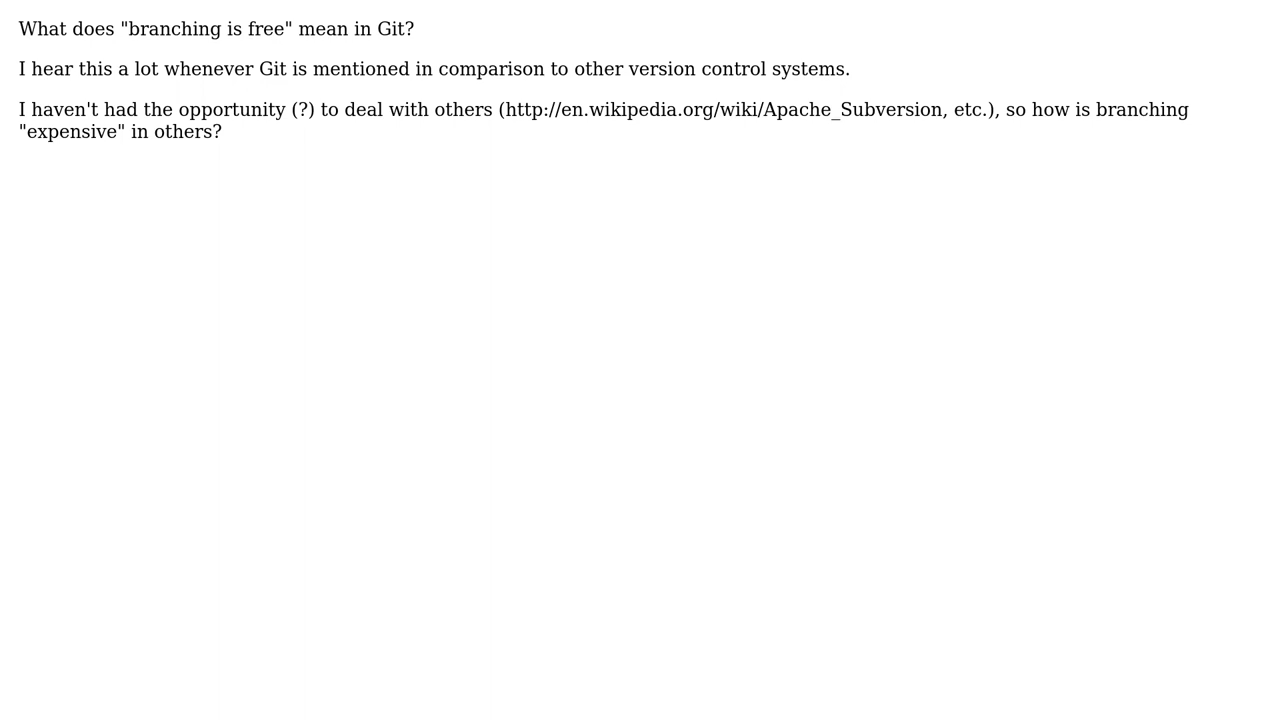 What does "branching is free" mean in Git?
I hear this a lot whenever Git is mentioned in comparison to other version control systems.
I haven't had the opportunity (?) to deal with others (http://en.wikipedia.org/wiki/Apache_Subversion, etc.), so how is branching
"expensive" in others?